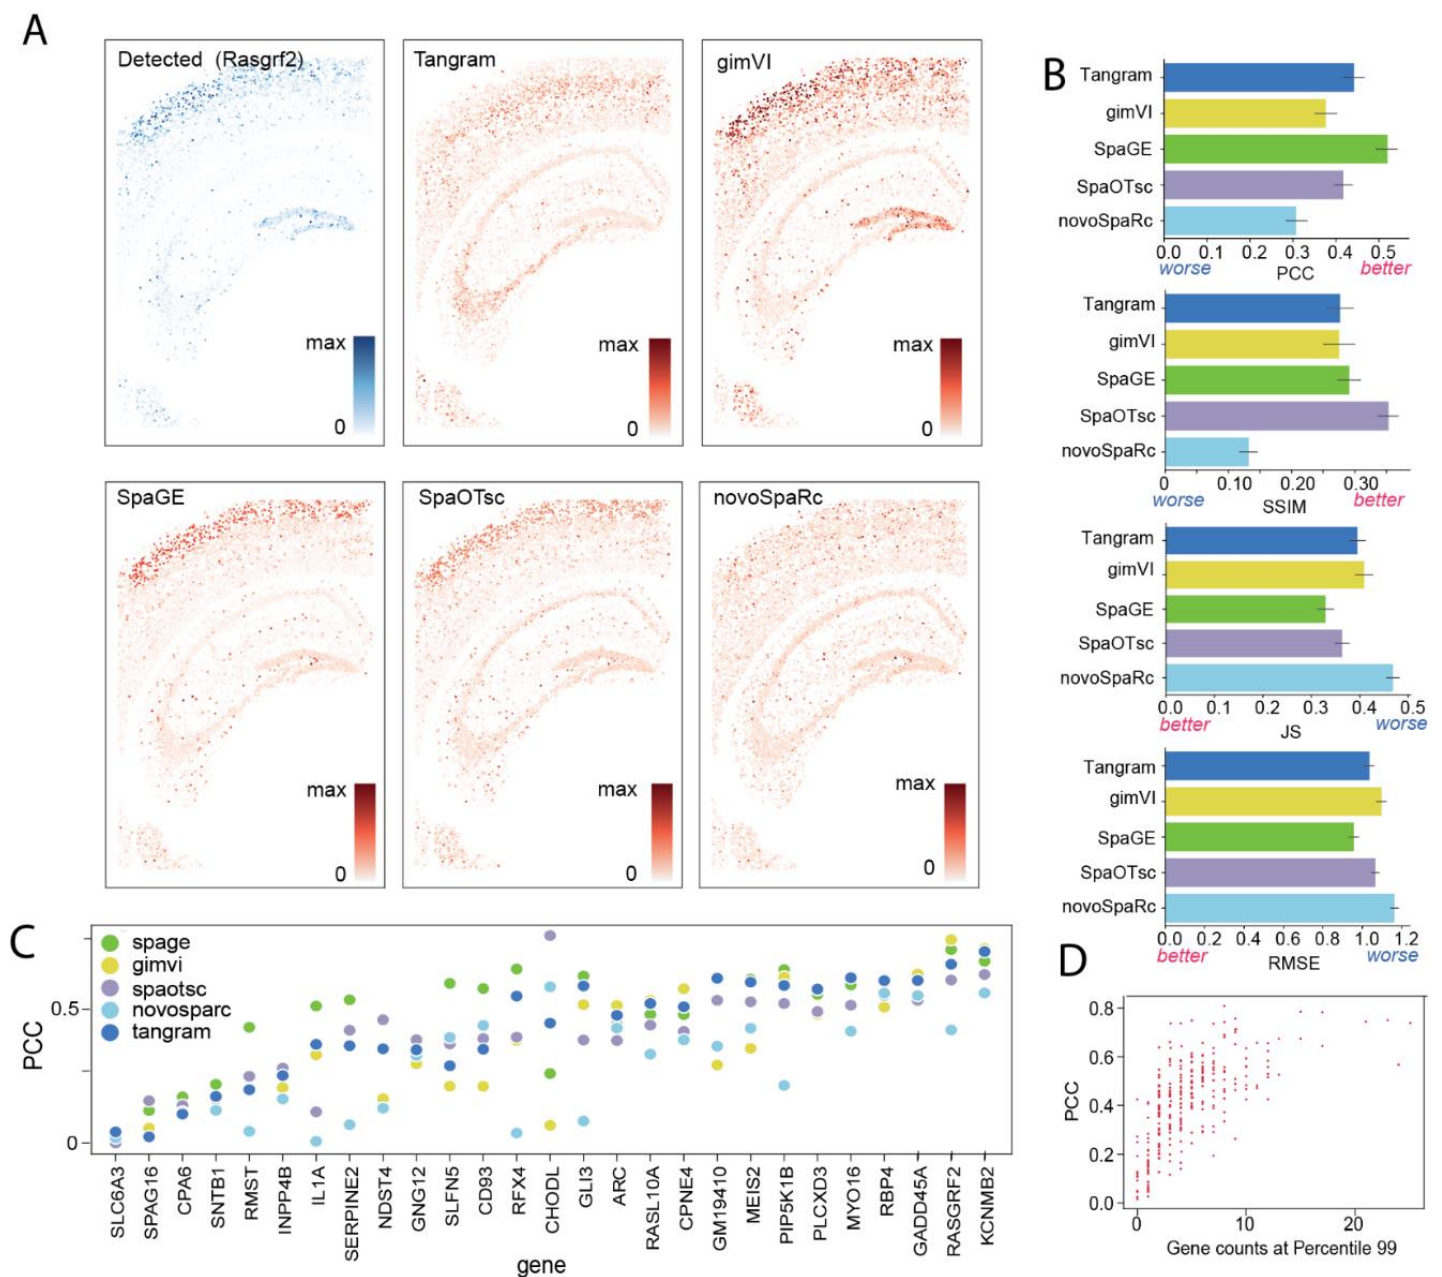 A
Detected (Rasgrf2)
max
0
Tangram
max
0
gimVI
max
0
SpaGE
max
0
SpaOTsc
max
0
novoSpaRc
max
0
B
Tangram
gimVI
SpaGE
SpaOTsc
novoSpaRc
0.0 0.1 0.2 0.3 0.4 0.5
worse PCC better
Tangram
gimVI
SpaGE
SpaOTsc
novoSpaRc
0.0 0.10 0.20 0.30
worse SSIM better
Tangram
gimVI
SpaGE
SpaOTsc
novoSpaRc
0.0 0.1 0.2 0.3 0.4 0.5
better JS worse
Tangram
gimVI
SpaGE
SpaOTsc
novoSpaRc
0.0 0.2 0.4 0.6 0.8 1.0 1.2
better RMSE worse
C
spage
gimvi
spaotsc
novosparc
tangram
PCC
0.5
0
SLC6A3
SPAG16
CPA6
SNTB1
RMST
INPP4B
IL1A
SERPINE2
NDST4
GNG12
SLFN5
CD93
RFX4
CHODL
GLI3
ARC
RASL10A
CPNE4
GM19410
MEIS2
PIP5K1B
PLCXD3
MYO16
RBP4
GADD45A
RASGRF2
KCNMB2
gene
D
PCC
0.8
0.6
0.4
0.2
0.0
0 10 20
Gene counts at Percentile 99